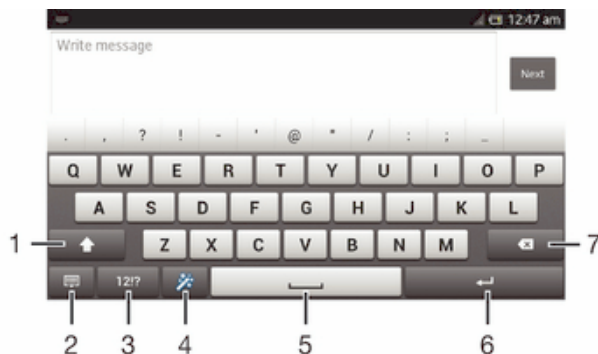 12:47 am
Write message
Next
. , ? ! - ' @ " / : ; _
Q W E R T Y U I O P
A S D F G H J K L
1 Z X C V B N M 7
12!?
2 3 4 5 6